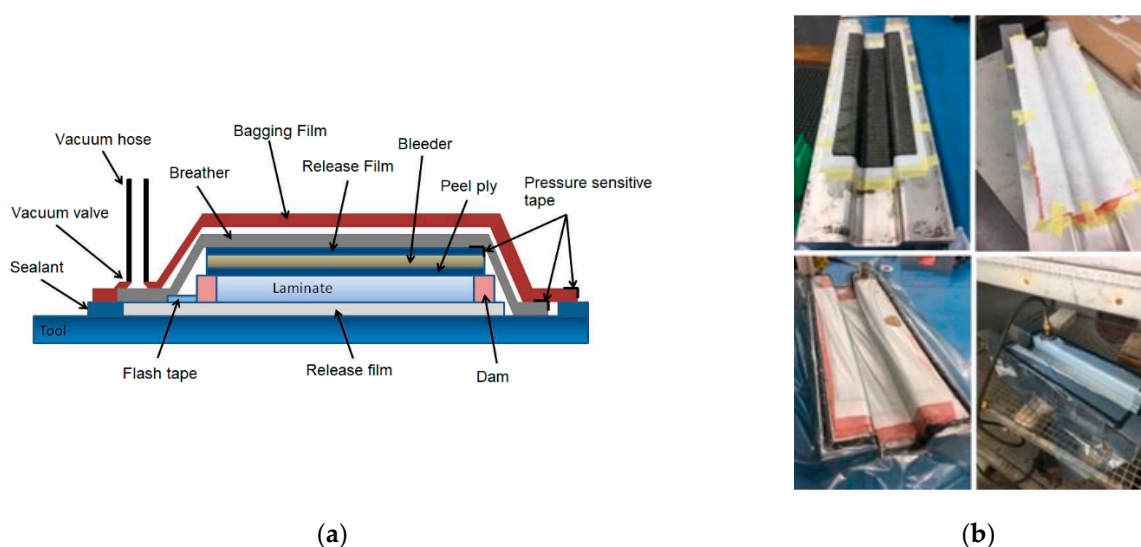 Vacuum hose
Bagging Film
Release Film
Bleeder
Breather
Peel ply
Pressure sensitive
tape
Vacuum valve
Sealant
Laminate
Tool
Flash tape
Release film
Dam
(a)
(b)